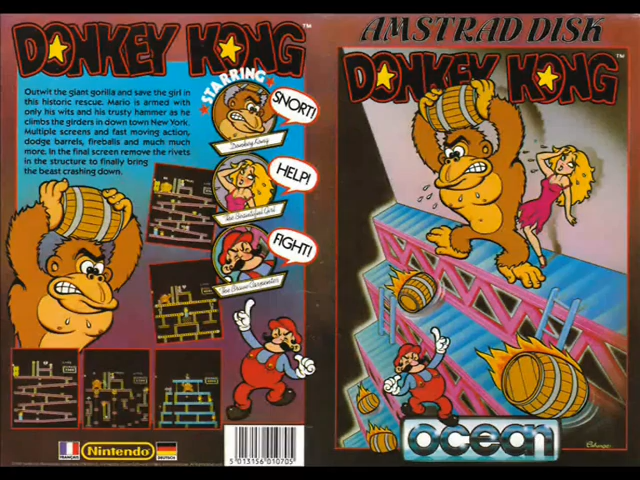 DONKEY KONG™
Outwit the giant gorilla and save the girl in
this historic rescue. Mario is armed with
only his wits and his trusty hammer as he
climbs the girders in down town New York.
Multiple screens and fast moving action,
dodge barrels, fireballs and much much
more. In the final screen remove the rivets
in the structure to finally bring
the beast crashing down.
STARRING
SNORT!
Donkey Kong
HELP!
The Beautiful Girl
FIGHT!
The Brave Carpenter
FRANÇAIS
Nintendo
DEUTSCH
5 013156 010705
AMSTRAD DISK
DONKEY KONG™
ocean